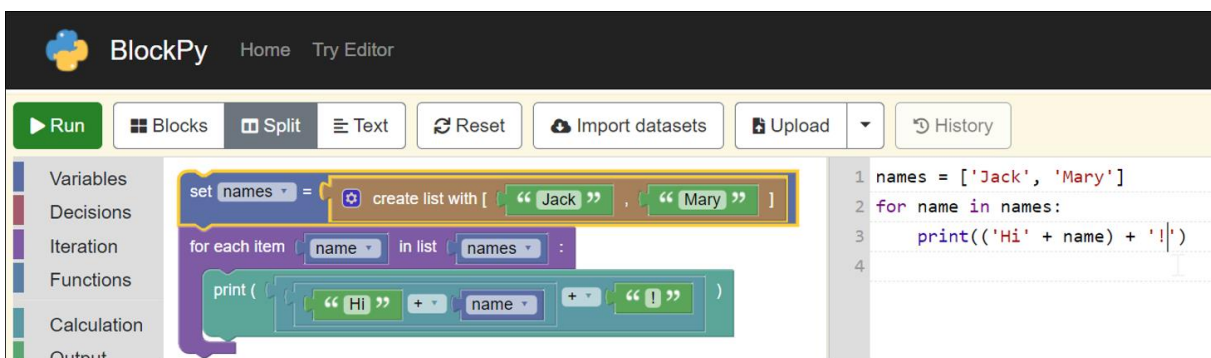 BlockPy Home Try Editor
Run Blocks Split Text Reset Import datasets Upload History
Variables
Decisions
Iteration
Functions
Calculation
Output
set names = create list with [ “ Jack ” , “ Mary ” ]
for each item name in list names :
print ( “ Hi ” + name + “ ! ” )
1 names = ['Jack', 'Mary']
2 for name in names:
3 print(('Hi' + name) + '!')
4